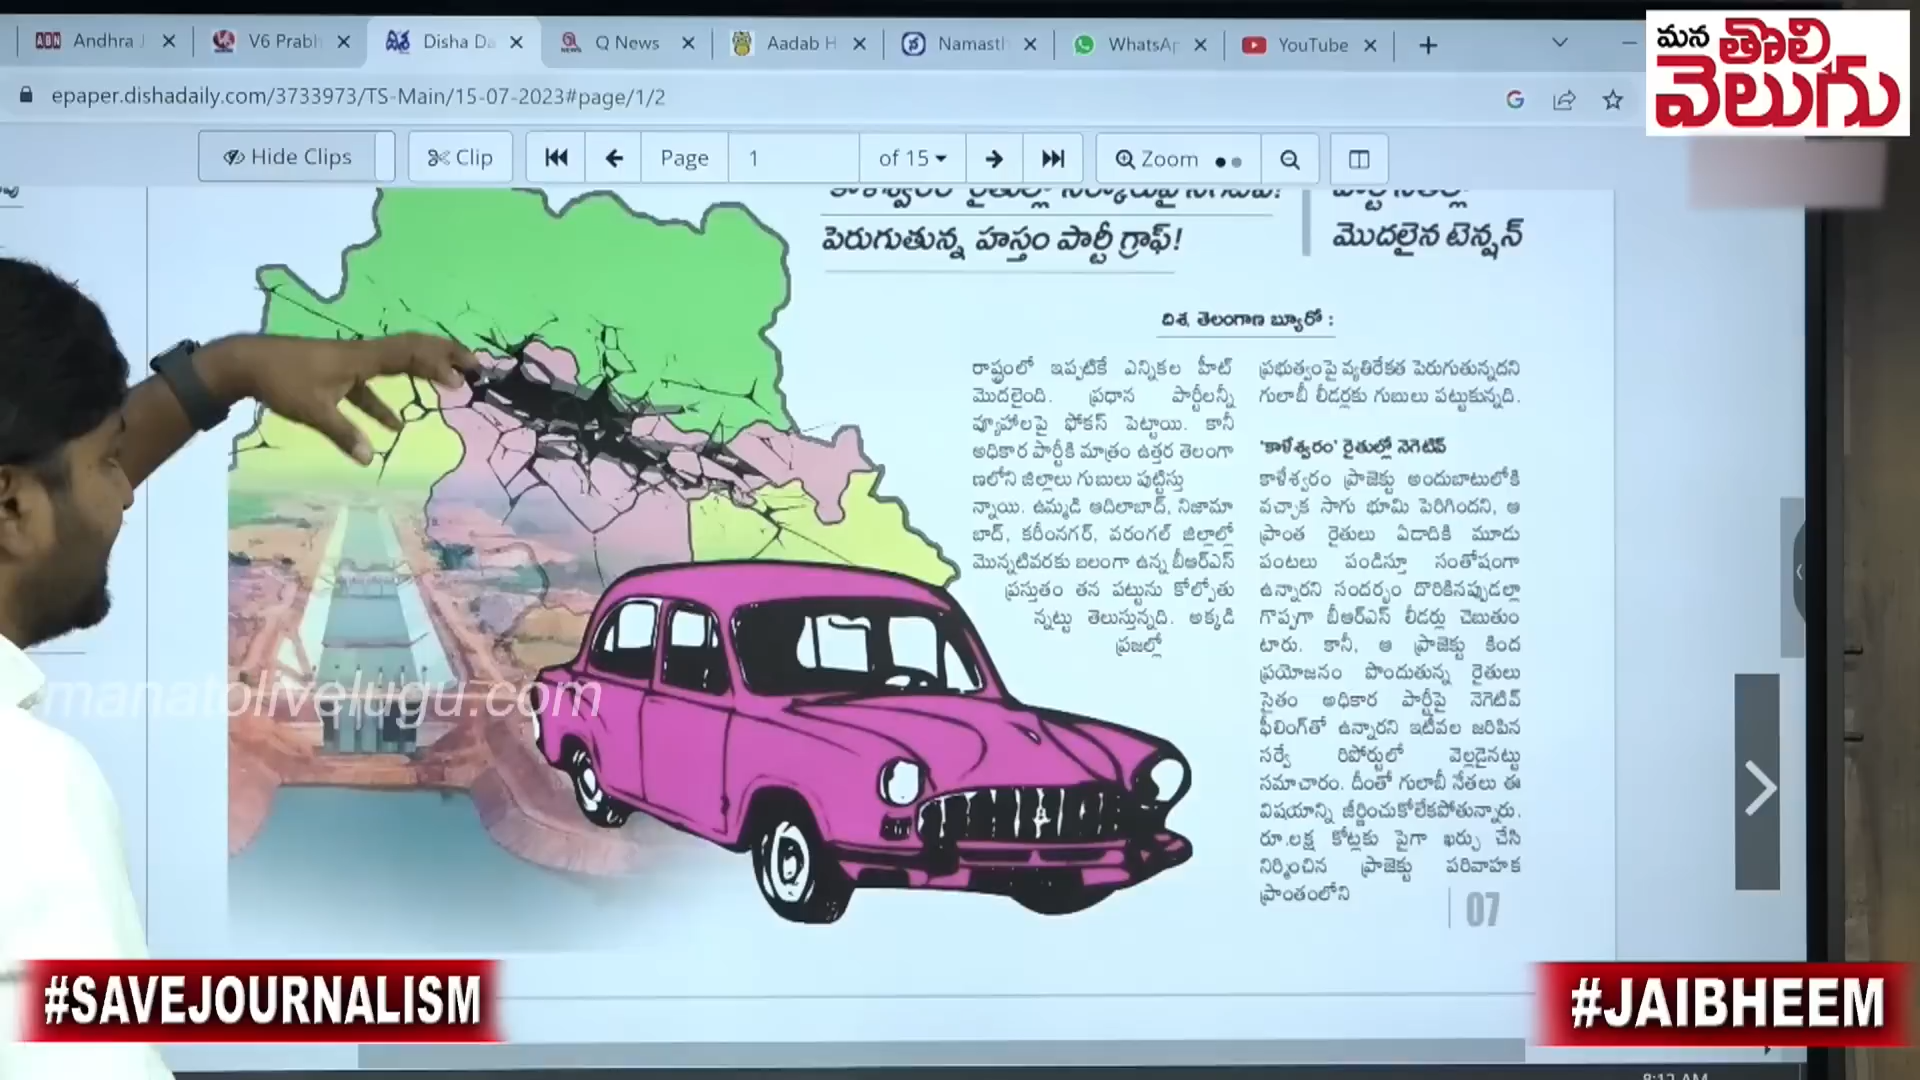 Andhra J
V6 Prabh
Disha Da
Q News
Aadab H
Namasth
WhatsAp
YouTube
మన
తొలి
వెలుగు
epaper.dishadaily.com/3733973/TS-Main/15-07-2023#page/1/2
Hide Clips
Clip
Page
1
of 15
Zoom
పెరుగుతున్న హస్తం పార్టీ గ్రాఫ్!
మొదలైన టెన్షన్
దిశ, తెలంగాణ బ్యూరో :
రాష్ట్రంలో ఇప్పటికే ఎన్నికల హీట్
మొదలైంది. ప్రధాన పార్టీలన్నీ
వ్యూహాలపై ఫోకస్ పెట్టాయి. కానీ
అధికార పార్టీకి మాత్రం ఉత్తర తెలంగా
ణలోని జిల్లాలు గుబులు పుట్టిస్తు
న్నాయి. ఉమ్మడి ఆదిలాబాద్, నిజామా
బాద్, కరీంనగర్, వరంగల్ జిల్లాల్లో
మొన్నటివరకు బలంగా ఉన్న బీఆర్ఎస్
ప్రస్తుతం తన పట్టును కోల్పోతు
న్నట్టు తెలుస్తున్నది. అక్కడి
ప్రజల్లో
ప్రభుత్వంపై వ్యతిరేకత పెరుగుతున్నదని
గులాబీ లీడర్లకు గుబులు పట్టుకున్నది.
'కాళేశ్వరం' రైతుల్లో నెగెటివ్
కాళేశ్వరం ప్రాజెక్టు అందుబాటులోకి
వచ్చాక సాగు భూమి పెరిగిందని, ఆ
ప్రాంత రైతులు ఏడాదికి మూడు
పంటలు పండిస్తూ సంతోషంగా
ఉన్నారని సందర్భం దొరికినప్పుడల్లా
గొప్పగా బీఆర్ఎస్ లీడర్లు చెబుతుం
టారు. కానీ, ఆ ప్రాజెక్టు కింద
ప్రయోజనం పొందుతున్న రైతులు
సైతం అధికార పార్టీపై నెగెటివ్
ఫీలింగ్‌తో ఉన్నారని ఇటీవల జరిపిన
సర్వే రిపోర్టులో వెల్లడైనట్టు
సమాచారం. దీంతో గులాబీ నేతలు ఈ
విషయాన్ని జీర్ణించుకోలేకపోతున్నారు.
రూ.లక్ష కోట్లకు పైగా ఖర్చు చేసి
నిర్మించిన ప్రాజెక్టు పరివాహక
ప్రాంతంలోని
07
manatolivelugu.com
#SAVEJOURNALISM
#JAIBHEEM